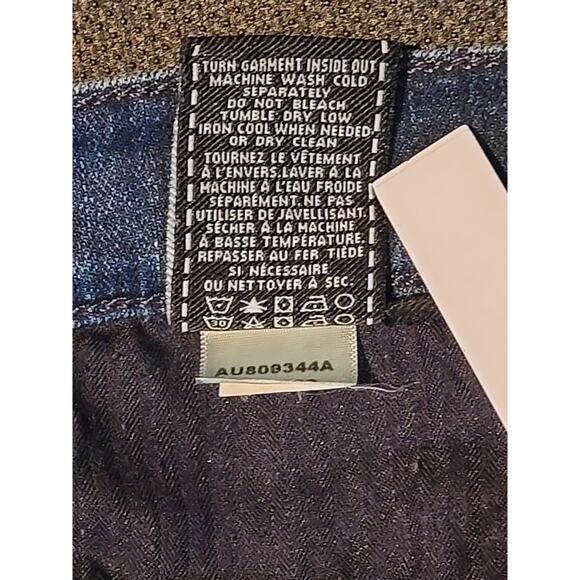 TURN GARMENT INSIDE OUT
MACHINE WASH COLD
SEPARATELY
DO NOT BLEACH
TUMBLE DRY LOW
IRON COOL WHEN NEEDED
OR DRY CLEAN
TOURNEZ LE VÊTEMENT
À L'ENVERS.LAVER À LA
MACHINE À L'EAU FROIDE
SÉPARÉMENT. NE PAS
UTILISER DE JAVELLISANT.
SÉCHER À LA MACHINE
À BASSE TEMPÉRATURE.
REPASSER AU FER TIÈDE
SI NÉCESSAIRE
OU NETTOYER À SEC.
30
AU809344A